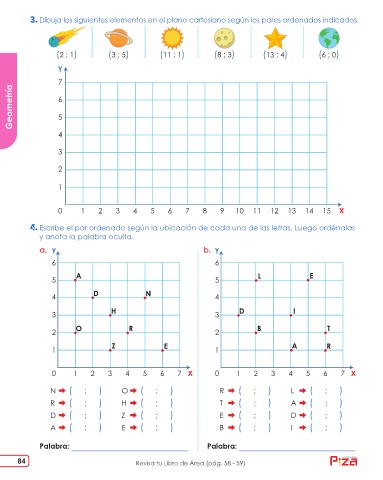 3. Dibuja los siguientes elementos en el plano cartesiano según los pares ordenados indicados.
(2 ; 1) (3 ; 5) (11 ; 1) (8 ; 3) (13 ; 4) (6 ; 0)
Geometría
Y
7
6
5
4
3
2
1
0 1 2 3 4 5 6 7 8 9 10 11 12 13 14 15 X
4. Escribe el par ordenado según la ubicación de cada una de las letras. Luego ordénalas
y anota la palabra oculta.
a. Y
6
A
5
D N
4
H
3
O R
2
Z E
1
0 1 2 3 4 5 6 7 X
N ( ; ) O ( ; )
R ( ; ) H ( ; )
D ( ; ) Z ( ; )
A ( ; ) E ( ; )
Palabra:
b. Y
6
L E
5
4
D I
3
B T
2
A R
1
0 1 2 3 4 5 6 7 X
R ( ; ) L ( ; )
T ( ; ) A ( ; )
E ( ; ) D ( ; )
B ( ; ) I ( ; )
Palabra:
84
Revisa tu Libro de Área (pág. 58 - 59)